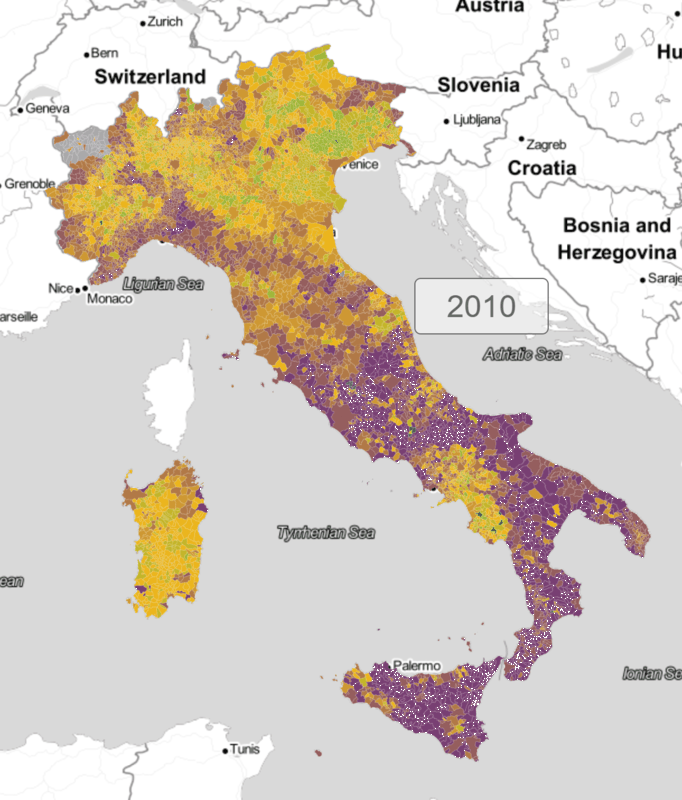 Austria
Zurich
Hu
Bern
Switzerland
Slovenia
Geneva
Ljubljana
Zagreb
enice
Croatia
Grenoble
Bosnia and
Herzegovina
Saraje
Nice
Ligurian Sea
Monaco
arseille
2010
Adriatic Sea
Tyrrhenian Sea
ean
Palermo
Ionian Se
Tunis